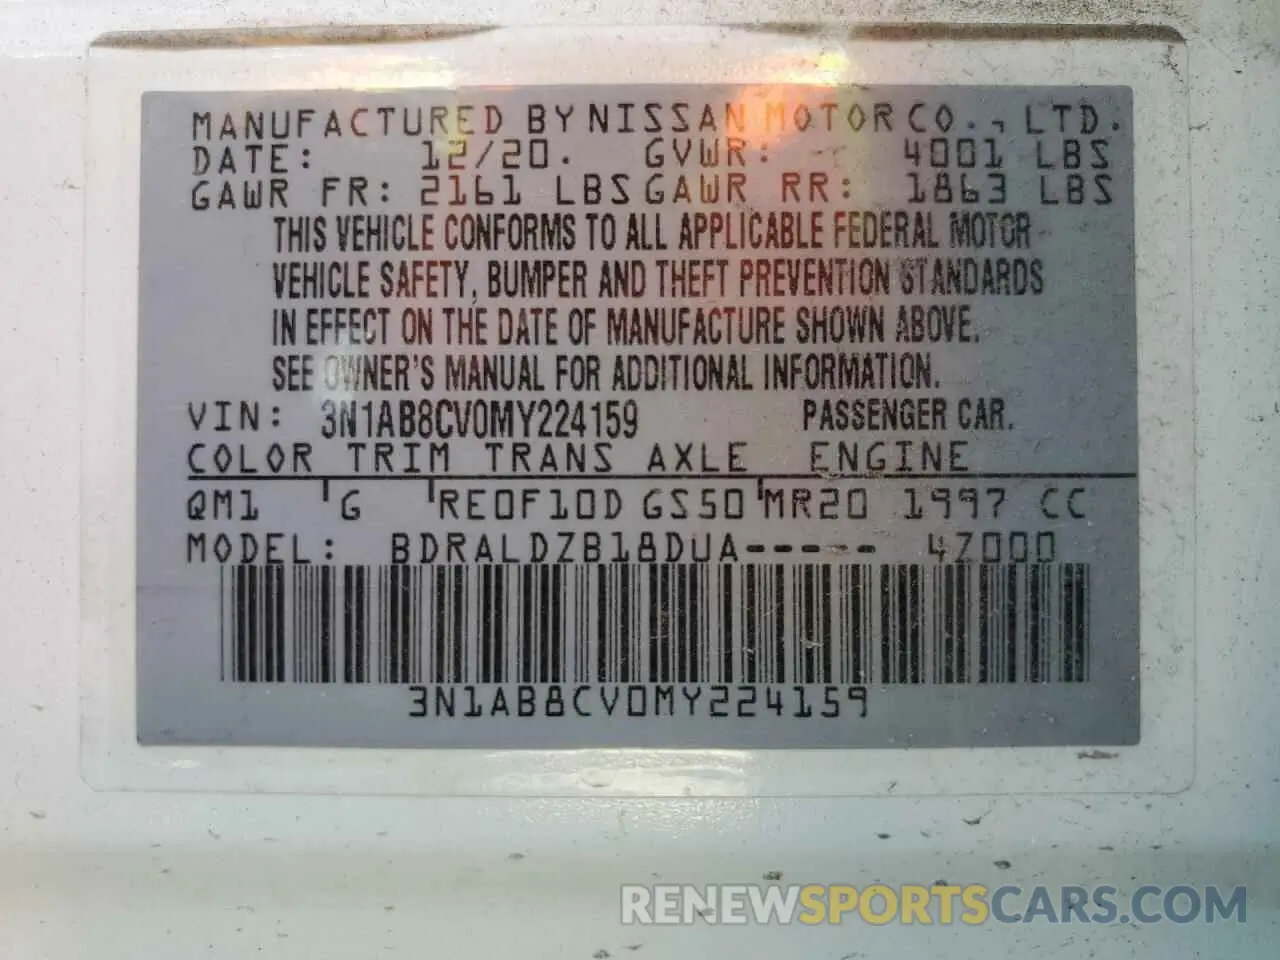 MANUFACTURED BY NISSAN MOTOR CO., LTD.
DATE: 12/20. GVWR: 4001 LBS
GAWR FR: 2161 LBS GAWR RR: 1863 LBS
THIS VEHICLE CONFORMS TO ALL APPLICABLE FEDERAL MOTOR
VEHICLE SAFETY, BUMPER AND THEFT PREVENTION STANDARDS
IN EFFECT ON THE DATE OF MANUFACTURE SHOWN ABOVE.
SEE OWNER'S MANUAL FOR ADDITIONAL INFORMATION.
VIN: 3N1AB8CV0MY224159 PASSENGER CAR.
COLOR TRIM TRANS AXLE ENGINE
QM1 G RE0F10D GS50 MR20 1997 CC
MODEL: BDRALDZB18DUA----- 4Z000
3N1AB8CV0MY224159
RENEWSPORTSCARS.COM